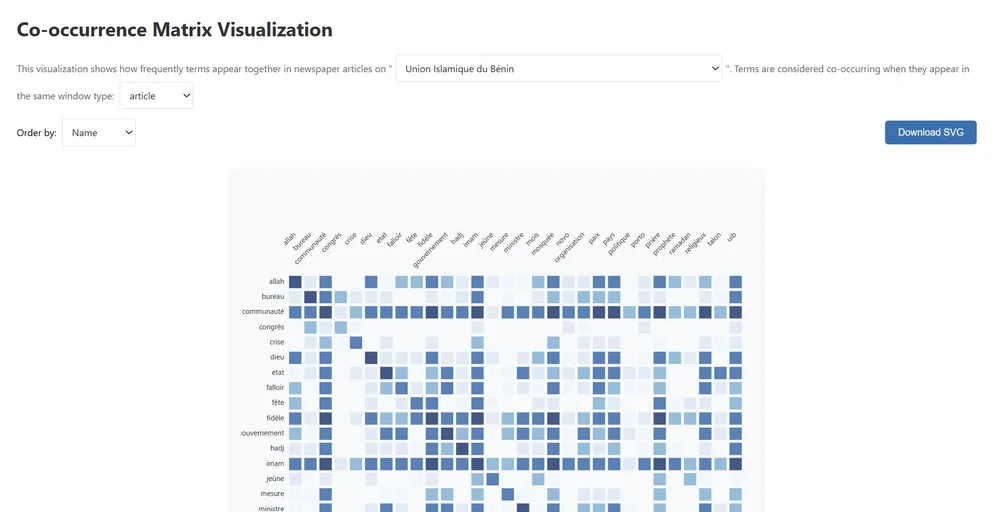 Co-occurrence Matrix Visualization
This visualization shows how frequently terms appear together in newspaper articles on " Union Islamique du Bénin ". Terms are considered co-occurring when they appear in
the same window type: article
Order by: Name
Download SVG
allah bureau communauté congrès crise dieu etat falloir fête fidèle gouvernement hadj imam jeûne mesure ministre mois mosquée novo organisation paix pays politique porto prière prophète ramadan religieux talon uib
allah
bureau
communauté
congrès
crise
dieu
etat
falloir
fête
fidèle
ouvernement
hadj
imam
jeûne
mesure
ministre